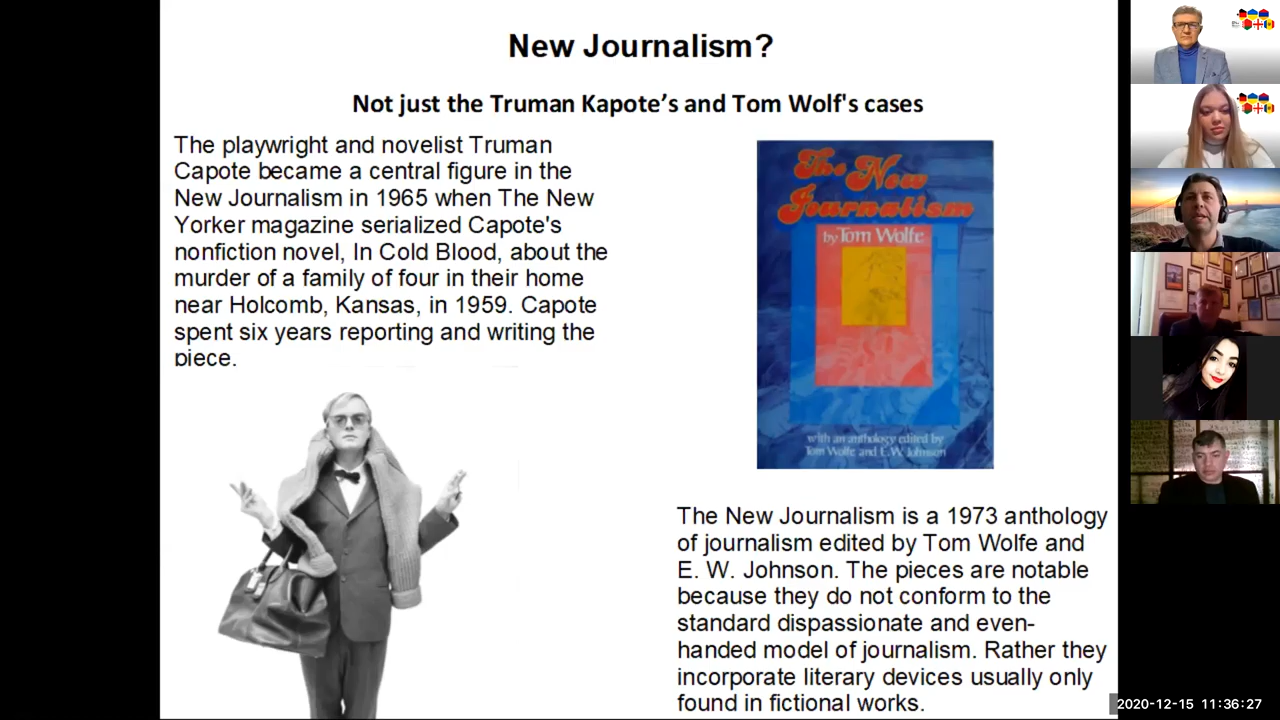 New Journalism?
Not just the Truman Kapote’s and Tom Wolf's cases
The playwright and novelist Truman
Capote became a central figure in the
New Journalism in 1965 when The New
Yorker magazine serialized Capote's
nonfiction novel, In Cold Blood, about the
murder of a family of four in their home
near Holcomb, Kansas, in 1959. Capote
spent six years reporting and writing the
piece.
The New
Journalism
by Tom Wolfe
with an anthology edited by
Tom Wolfe and E.W. Johnson
The New Journalism is a 1973 anthology
of journalism edited by Tom Wolfe and
E. W. Johnson. The pieces are notable
because they do not conform to the
standard dispassionate and even-
handed model of journalism. Rather they
incorporate literary devices usually only
found in fictional works.
2020-12-15 11:36:27